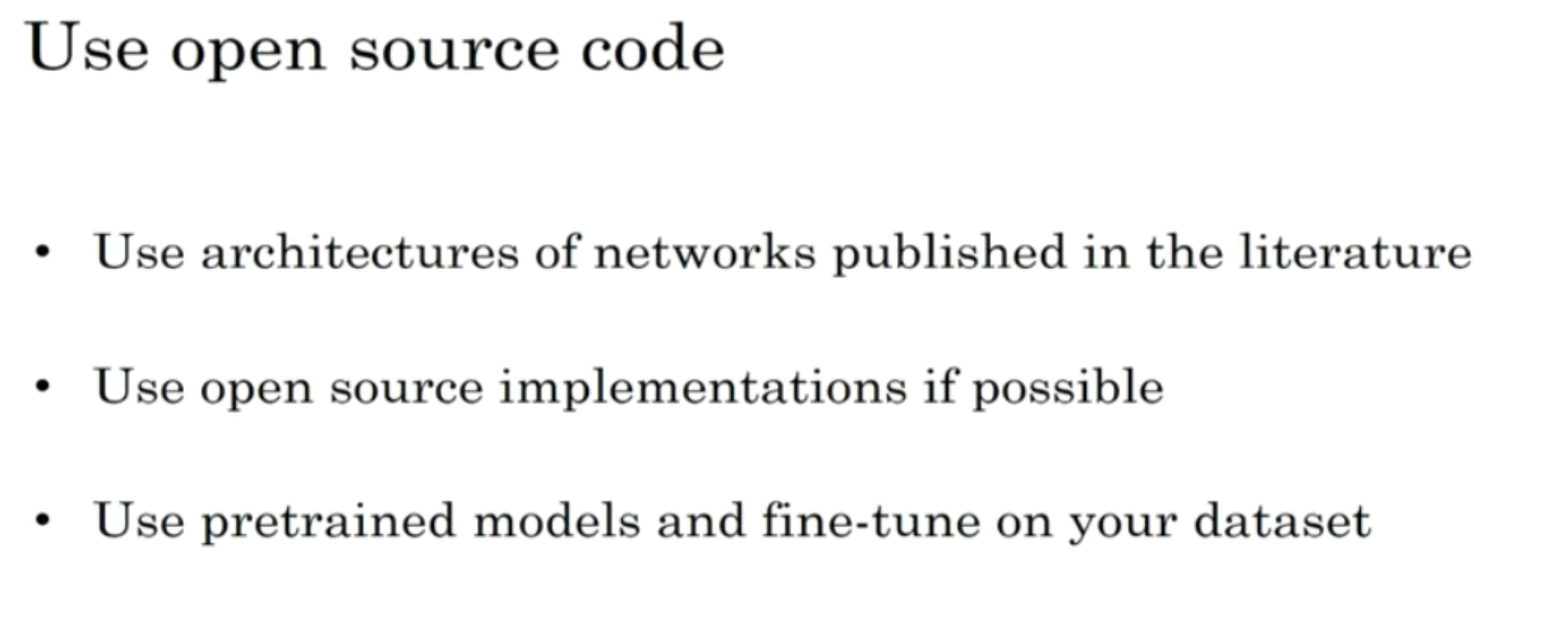 Use open source code
• Use architectures of networks published in the literature
• Use open source implementations if possible
• Use pretrained models and fine-tune on your dataset